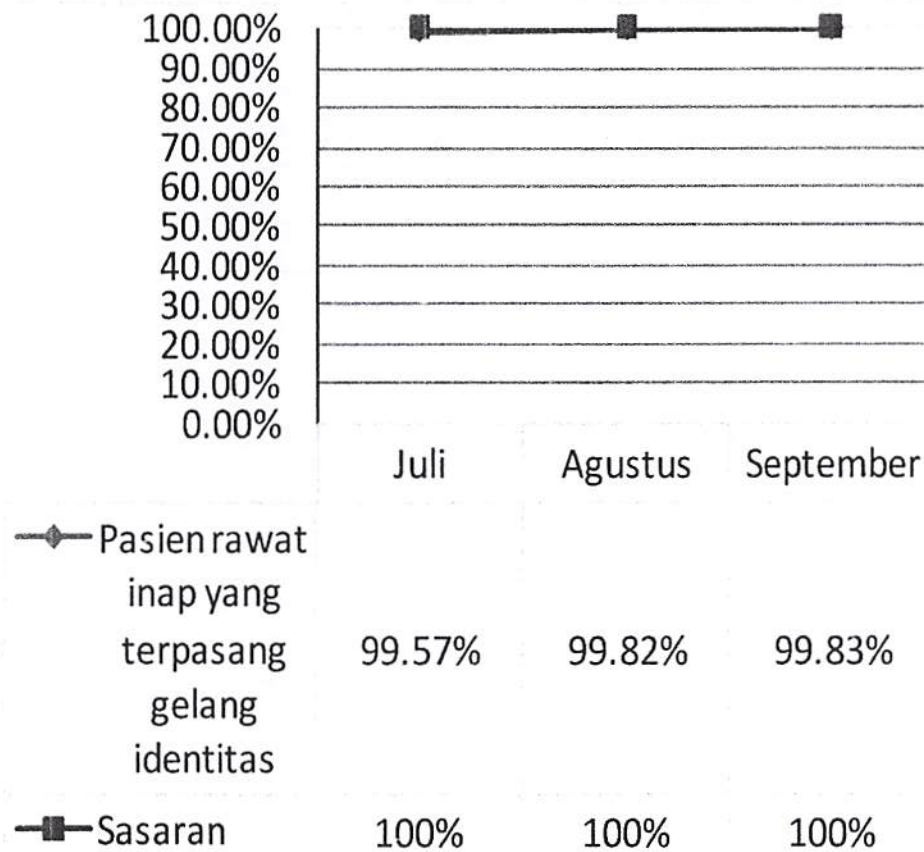 100.00%
90.00%
80.00%
70.00%
60.00%
50.00%
40.00%
30.00%
20.00%
10.00%
0.00%
Juli Agustus September
Pasien rawat
inap yang
terpasang 99.57% 99.82% 99.83%
gelang
identitas
Sasaran 100% 100% 100%